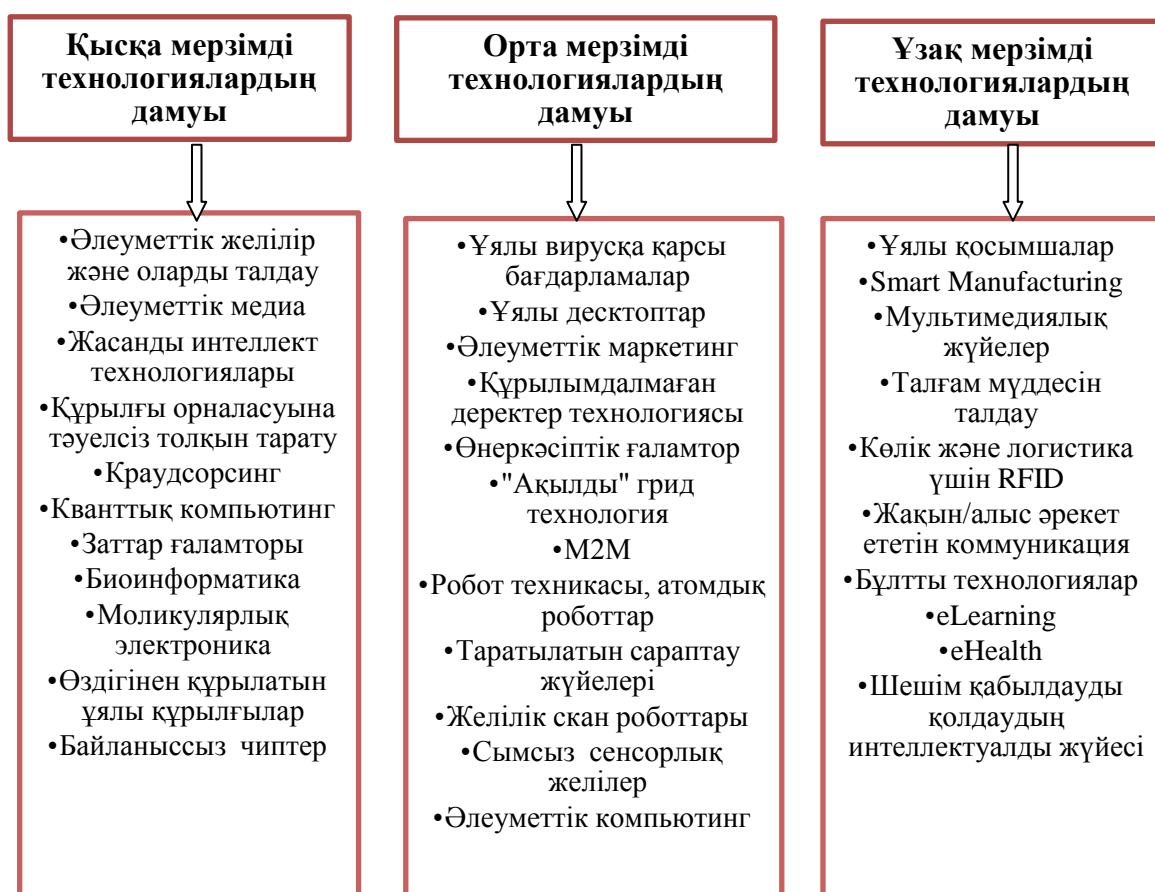 Қысқа мерзімді
технологиялардың
дамуы
•Әлеуметтік желілір
және оларды талдау
•Әлеуметтік медиа
•Жасанды интеллект
технологиялары
•Құрылғы орналасуына
тәуелсіз толқын тарату
•Краудсорсинг
•Кванттық компьютинг
•Заттар ғаламторы
•Биоинформатика
•Моликулярлық
электроника
•Өздігінен құрылатын
ұялы құрылғылар
•Байланыссыз чиптер
Орта мерзімді
технологиялардың
дамуы
•Ұялы вирусқа қарсы
бағдарламалар
•Ұялы десктоптар
•Әлеуметтік маркетинг
•Құрылымдалмаған
деректер технологиясы
•Өнеркәсіптік ғаламтор
•"Ақылды" грид
технология
•М2М
•Робот техникасы, атомдық
роботтар
•Таратылатын сараптау
жүйелері
•Желілік скан роботтары
•Сымсыз сенсорлық
желілер
•Әлеуметтік компьютинг
Ұзақ мерзімді
технологиялардың
дамуы
•Ұялы қосымшалар
•Smart Manufacturing
•Мультимедиялық
жүйелер
•Талғам мүддесін
талдау
•Көлік және логистика
үшін RFID
•Жақын/алыс әрекет
ететін коммуникация
•Бұлтты технологиялар
•eLearning
•eHealth
•Шешім қабылдауды
қолдаудың
интеллектуалды жүйесі